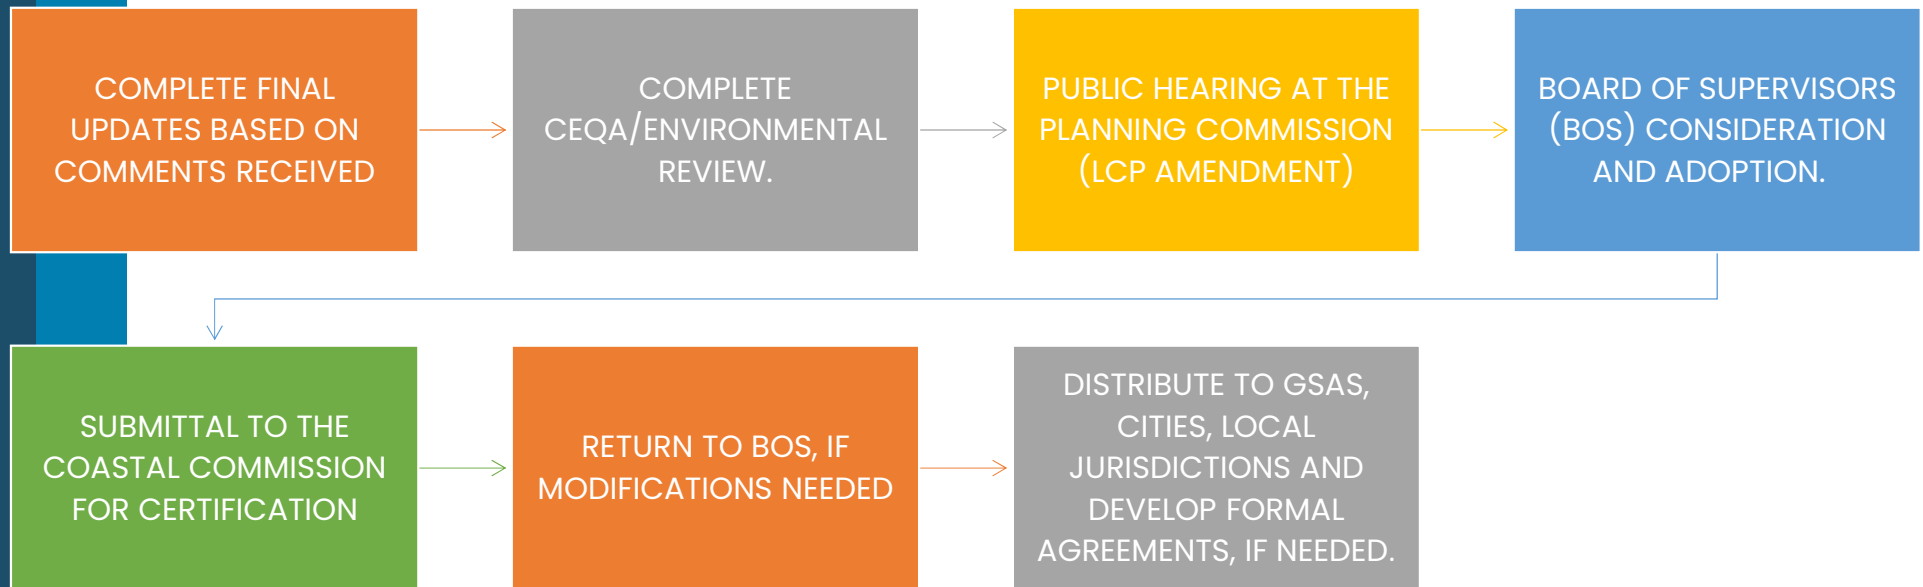 COMPLETE FINAL
UPDATES BASED ON
COMMENTS RECEIVED
COMPLETE
CEQA/ENVIRONMENTAL
REVIEW.
PUBLIC HEARING AT THE
PLANNING COMMISSION
(LCP AMENDMENT)
BOARD OF SUPERVISORS
(BOS) CONSIDERATION
AND ADOPTION.
SUBMITTAL TO THE
COASTAL COMMISSION
FOR CERTIFICATION
RETURN TO BOS, IF
MODIFICATIONS NEEDED
DISTRIBUTE TO GSAS,
CITIES, LOCAL
JURISDICTIONS AND
DEVELOP FORMAL
AGREEMENTS, IF NEEDED.